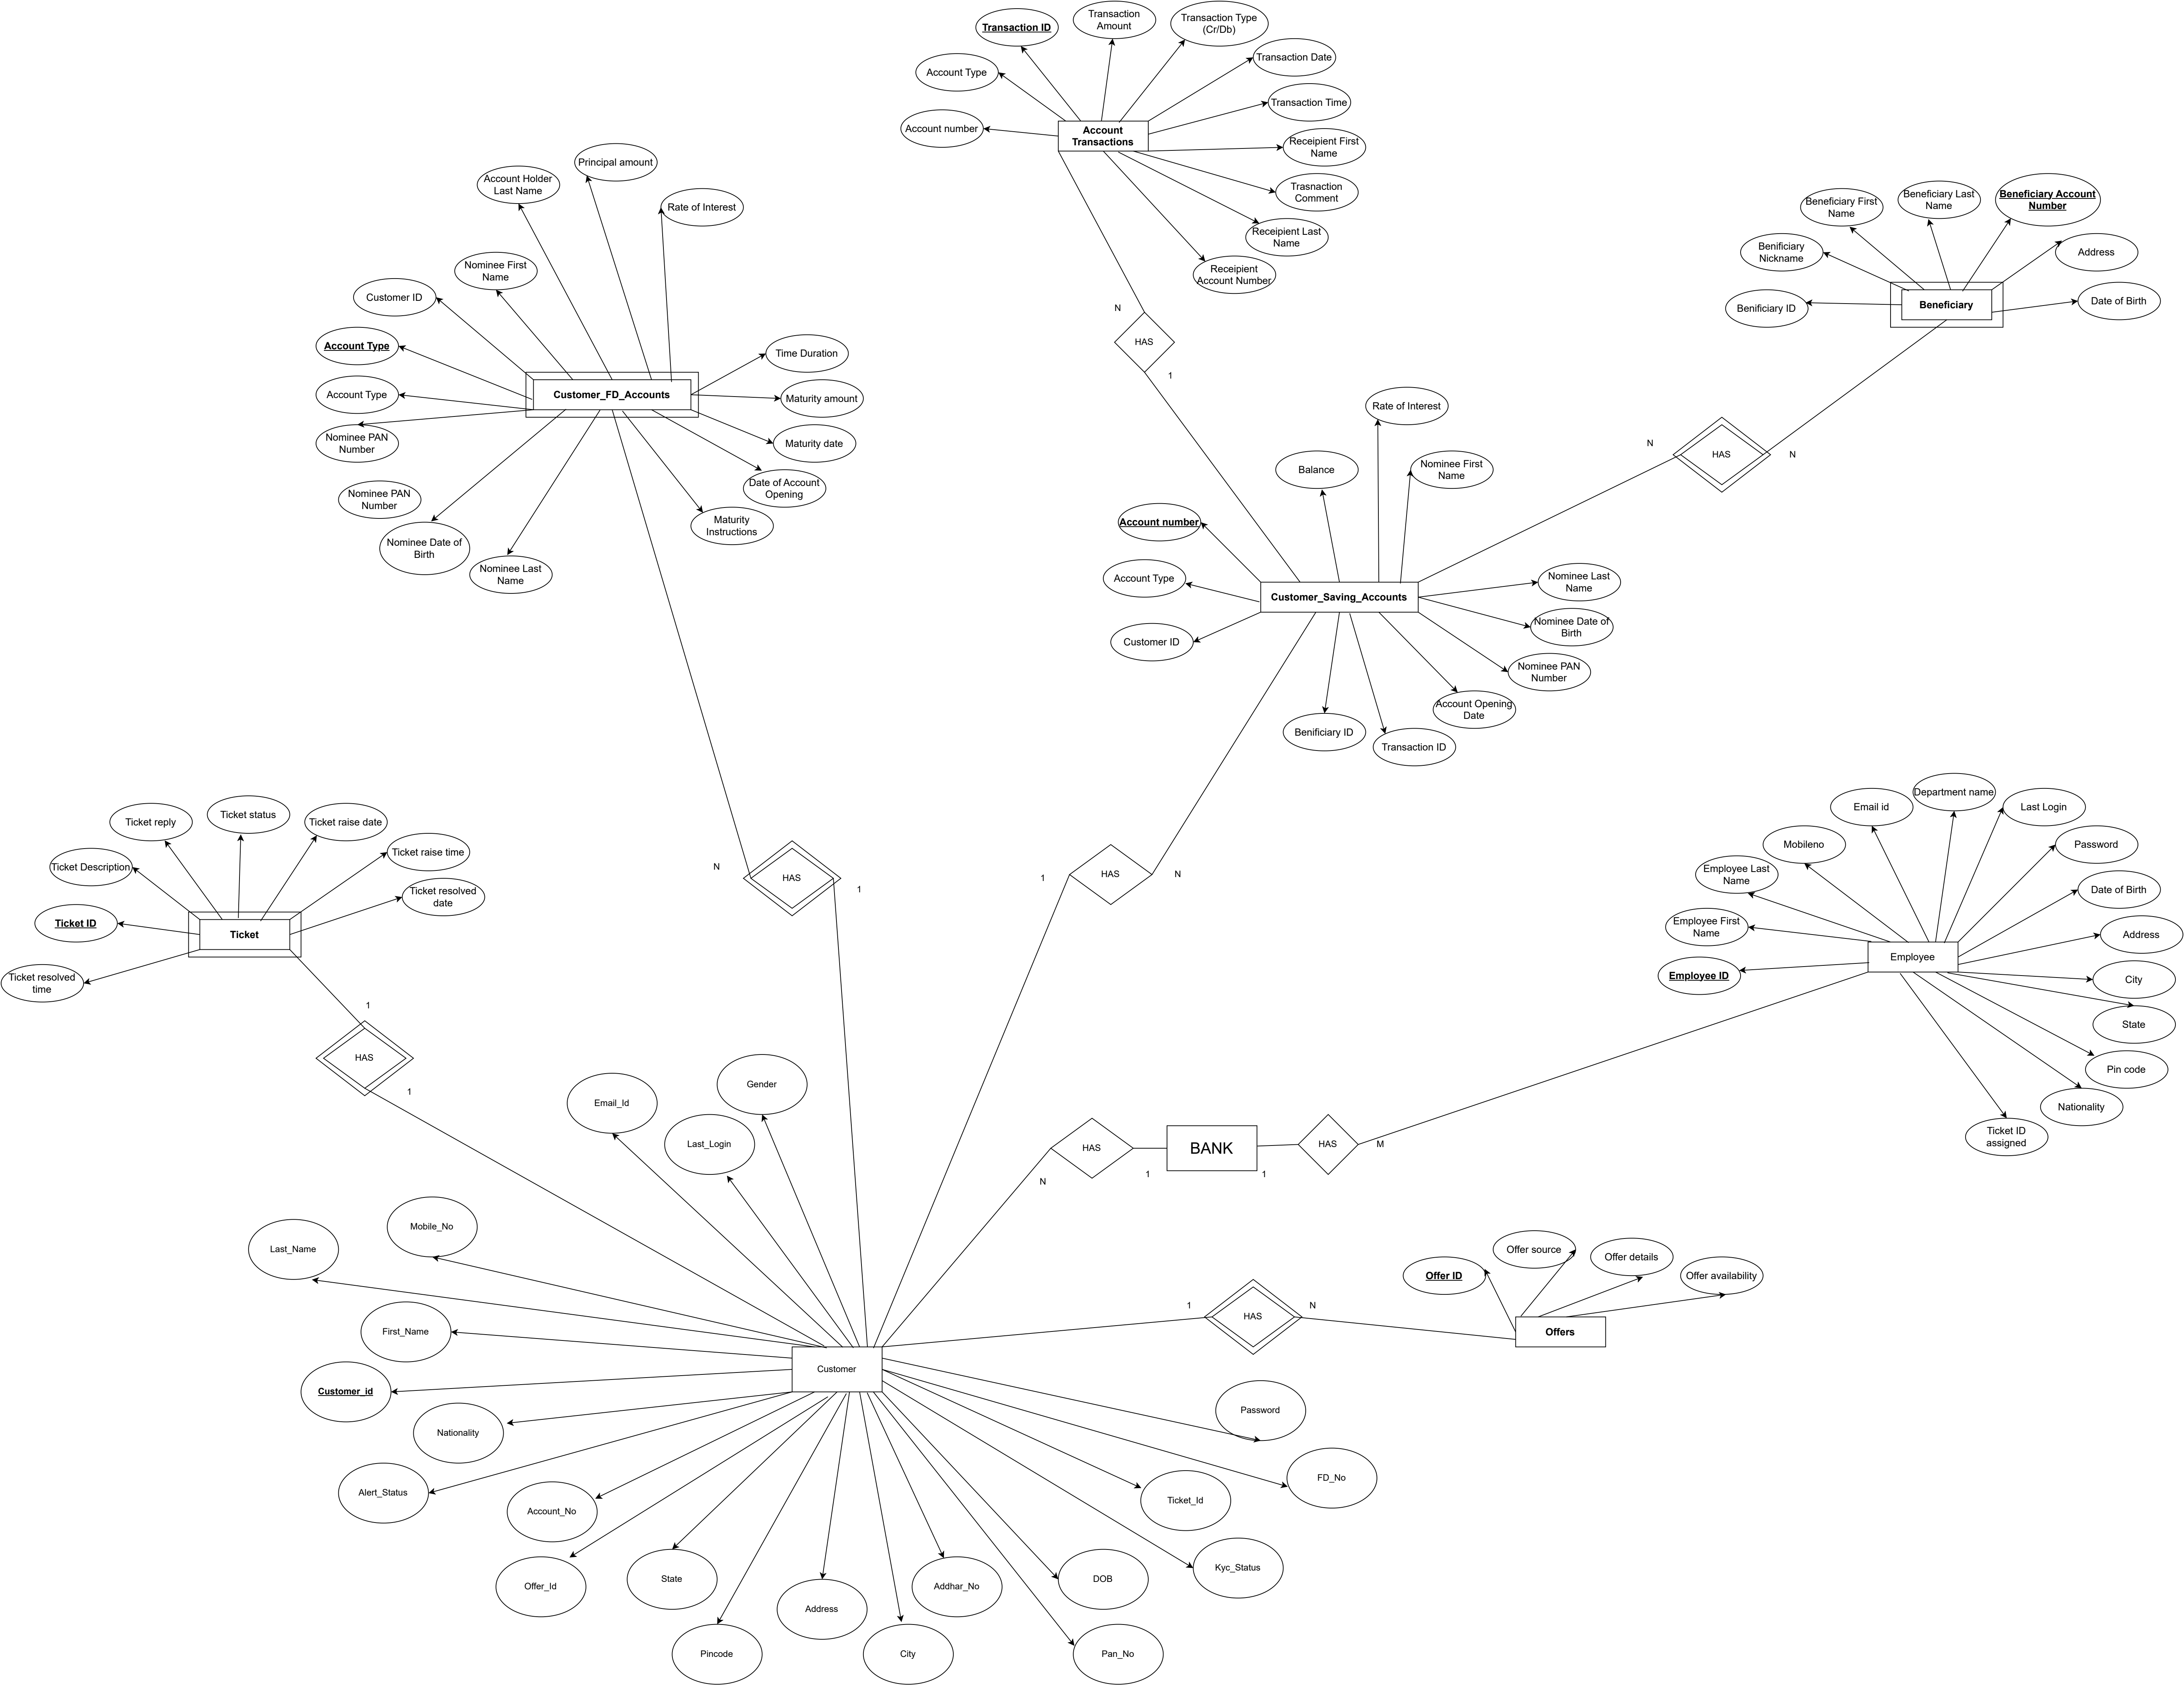 Transaction ID
Transaction
Amount
Transaction Type
(Cr/Db)
Transaction Date
Account Type
Transaction Time
Account number
Account
Transactions
Receipient First
Name
Trasnaction
Comment
Receipient Last
Name
Receipient
Account Number
Principal amount
Account Holder
Last Name
Rate of Interest
Nominee First
Name
Customer ID
Account Type
Account Type
Nominee PAN
Number
Nominee PAN
Number
Nominee Date of
Birth
Nominee Last
Name
Customer_FD_Accounts
Time Duration
Maturity amount
Maturity date
Date of Account
Opening
Maturity
Instructions
Beneficiary First
Name
Beneficiary Last
Name
Beneficiary Account
Number
Benificiary
Nickname
Address
Benificiary ID
Beneficiary
Date of Birth
N
HAS
1
N
HAS
N
Rate of Interest
Balance
Nominee First
Name
Account number
Account Type
Customer ID
Customer_Saving_Accounts
Nominee Last
Name
Nominee Date of
Birth
Nominee PAN
Number
Account Opening
Date
Benificiary ID
Transaction ID
Ticket reply
Ticket status
Ticket raise date
Ticket raise time
Ticket Description
Ticket resolved
date
Ticket ID
Ticket
Ticket resolved
time
N
HAS
1
1
HAS
N
Department name
Email id
Last Login
Mobileno
Password
Employee Last
Name
Date of Birth
Employee First
Name
Address
Employee
Employee ID
City
State
Pin code
Nationality
Ticket ID
assigned
1
HAS
1
Gender
Email_Id
Last_Login
HAS
N
1
BANK
1
HAS
M
Mobile_No
Last_Name
First_Name
Customer_id
Nationality
Alert_Status
Account_No
Offer_Id
State
Pincode
Address
City
Addhar_No
Pan_No
DOB
Kyc_Status
Ticket_Id
FD_No
Password
Customer
1
HAS
N
Offer ID
Offer source
Offer details
Offer availability
Offers